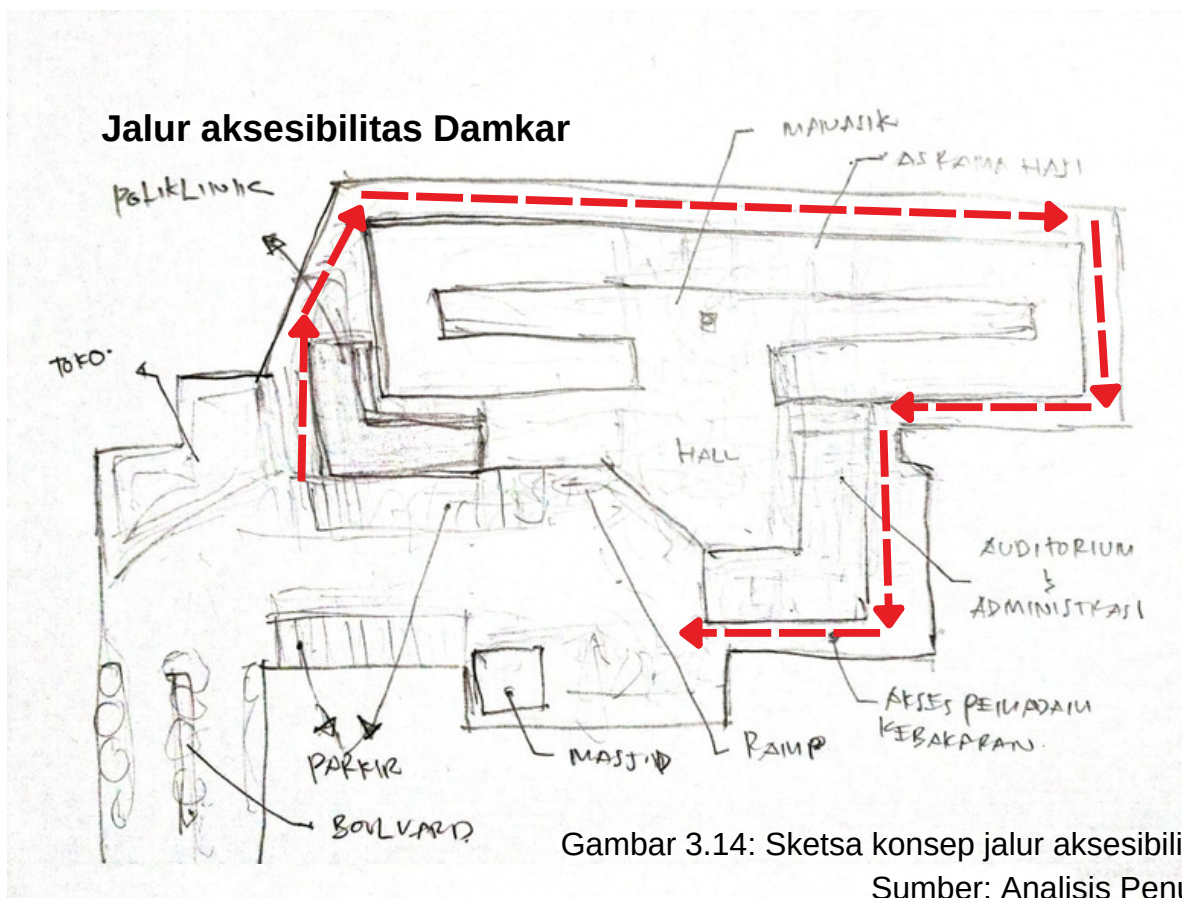 Jalur aksesibilitas Damkar
MANASIK
ASRAMA HAJI
POLIKLINIK
TOKO
HALL
AUDITORIUM
&
ADMINISTRASI
AKSES PEMADAM
KEBAKARAN
RAMP
MASJID
PARKIR
BOULVARD
Gambar 3.14: Sketsa konsep jalur aksesibili
Sumber: Analisis Penu